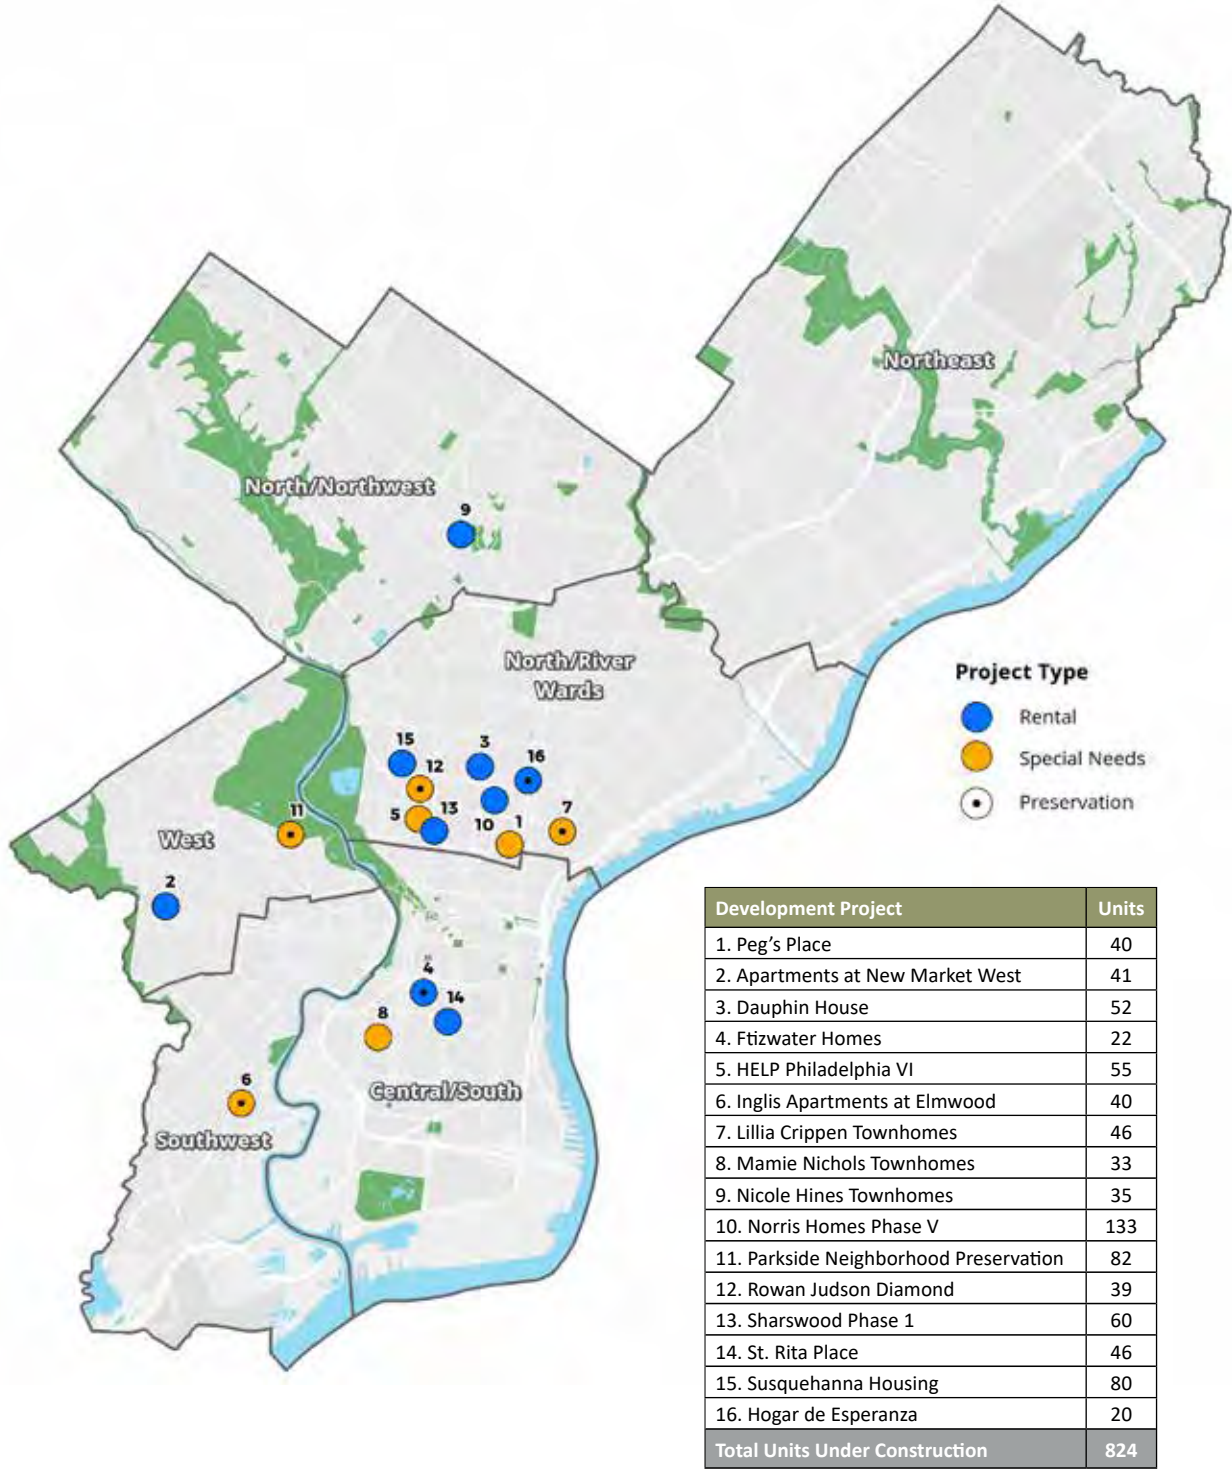 Northeast
North/Northwest
9
North/River
Wards
15
3
16
12
5
13
10
1
7
11
West
2
4
14
8
Central/South
6
Southwest
Project Type
Rental
Special Needs
Preservation
Development Project Units
1. Peg’s Place 40
2. Apartments at New Market West 41
3. Dauphin House 52
4. Ftizwater Homes 22
5. HELP Philadelphia VI 55
6. Inglis Apartments at Elmwood 40
7. Lillia Crippen Townhomes 46
8. Mamie Nichols Townhomes 33
9. Nicole Hines Townhomes 35
10. Norris Homes Phase V 133
11. Parkside Neighborhood Preservation 82
12. Rowan Judson Diamond 39
13. Sharswood Phase 1 60
14. St. Rita Place 46
15. Susquehanna Housing 80
16. Hogar de Esperanza 20
Total Units Under Construction 824